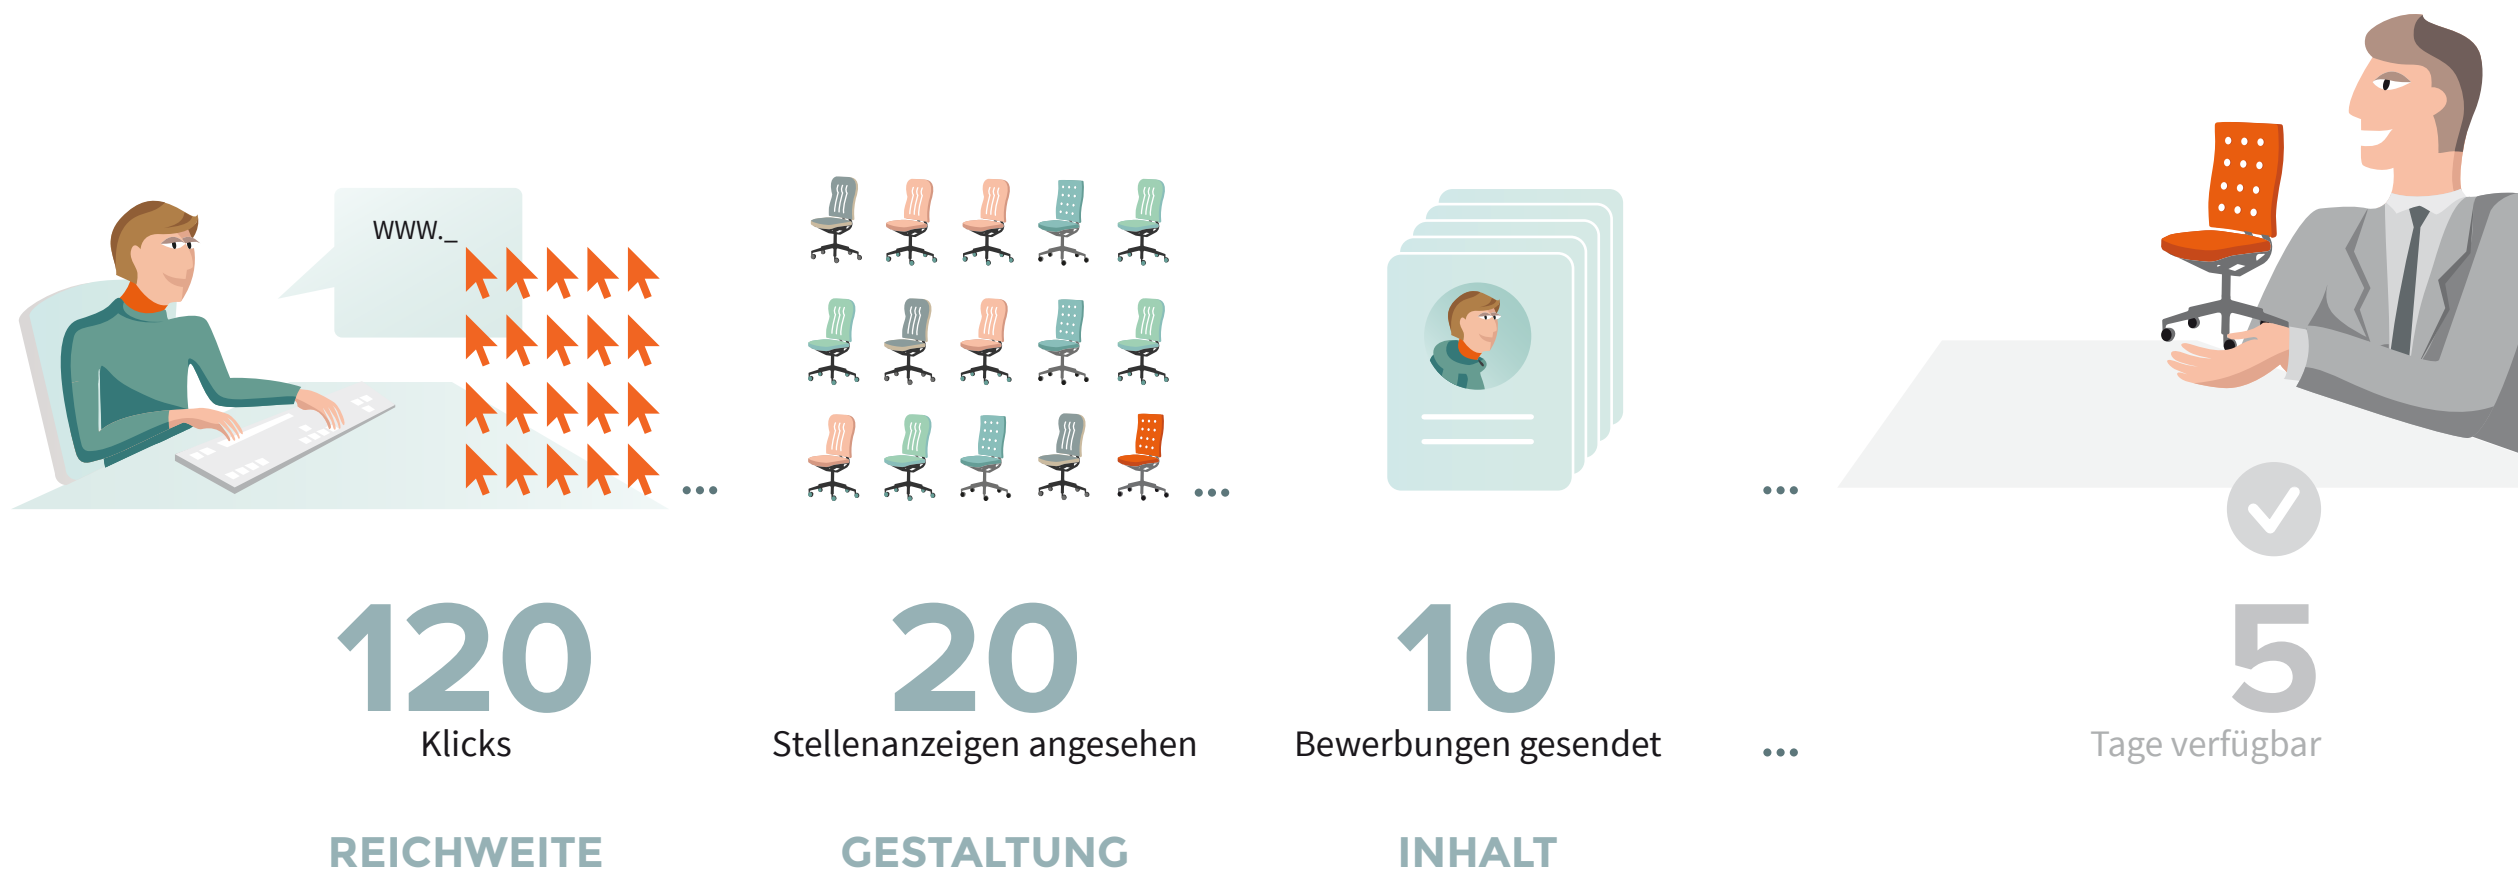 WWW._
120
Klicks
REICHWEITE
20
Stellenanzeigen angesehen
GESTALTUNG
10
Bewerbungen gesendet
INHALT
...
5
Tage verfügbar